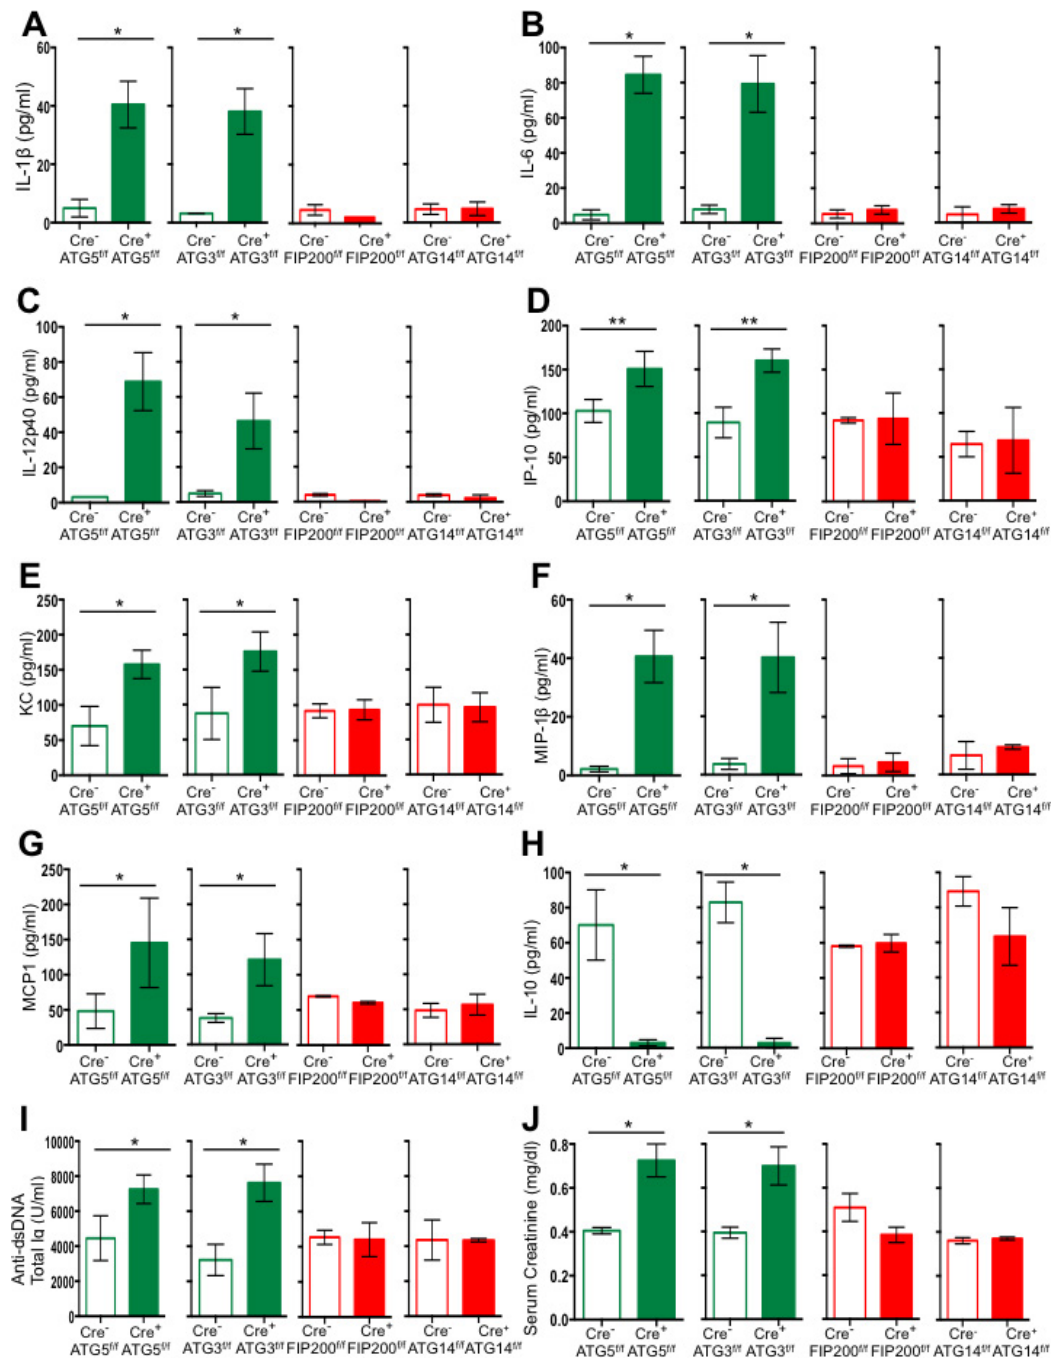 A
B
* *
* *
IL-1β (pg/ml)
60
40
20
0
IL-6 (pg/ml)
100
80
60
40
20
0
Cre- Cre+ Cre- Cre+ Cre- Cre+ Cre- Cre+
ATG5f/f ATG5f/f ATG3f/f ATG3f/f FIP200f/f FIP200f/f ATG14f/f ATG14f/f
Cre- Cre+ Cre- Cre+ Cre- Cre+ Cre- Cre+
ATG5f/f ATG5f/f ATG3f/f ATG3f/f FIP200f/f FIP200f/f ATG14f/f ATG14f/f
C
D
* *
** **
IL-12p40 (pg/ml)
100
80
60
40
20
0
IP-10 (pg/ml)
200
150
100
50
0
Cre- Cre+ Cre- Cre+ Cre- Cre+ Cre- Cre+
ATG5f/f ATG5f/f ATG3f/f ATG3f/f FIP200f/f FIP200f/f ATG14f/f ATG14f/f
Cre- Cre+ Cre- Cre+ Cre- Cre+ Cre- Cre+
ATG5f/f ATG5f/f ATG3f/f ATG3f/f FIP200f/f FIP200f/f ATG14f/f ATG14f/f
E
F
* *
* *
KC (pg/ml)
250
200
150
100
50
0
MIP-1β (pg/ml)
60
40
20
0
Cre- Cre+ Cre- Cre+ Cre- Cre+ Cre- Cre+
ATG5f/f ATG5f/f ATG3f/f ATG3f/f FIP200f/f FIP200f/f ATG14f/f ATG14f/f
Cre- Cre+ Cre- Cre+ Cre- Cre+ Cre- Cre+
ATG5f/f ATG5f/f ATG3f/f ATG3f/f FIP200f/f FIP200f/f ATG14f/f ATG14f/f
G
H
* *
* *
MCP1 (pg/ml)
250
200
150
100
50
0
IL-10 (pg/ml)
100
80
60
40
20
0
Cre- Cre+ Cre- Cre+ Cre- Cre+ Cre- Cre+
ATG5f/f ATG5f/f ATG3f/f ATG3f/f FIP200f/f FIP200f/f ATG14f/f ATG14f/f
Cre- Cre+ Cre- Cre+ Cre- Cre+ Cre- Cre+
ATG5f/f ATG5f/f ATG3f/f ATG3f/f FIP200f/f FIP200f/f ATG14f/f ATG14f/f
I
J
* *
* *
Anti-dsDNA
Total Ig (U/ml)
10000
8000
6000
4000
2000
0
Serum Creatinine (mg/dl)
0.8
0.6
0.4
0.2
0.0
Cre- Cre+ Cre- Cre+ Cre- Cre+ Cre- Cre+
ATG5f/f ATG5f/f ATG3f/f ATG3f/f FIP200f/f FIP200f/f ATG14f/f ATG14f/f
Cre- Cre+ Cre- Cre+ Cre- Cre+ Cre- Cre+
ATG5f/f ATG5f/f ATG3f/f ATG3f/f FIP200f/f FIP200f/f ATG14f/f ATG14f/f